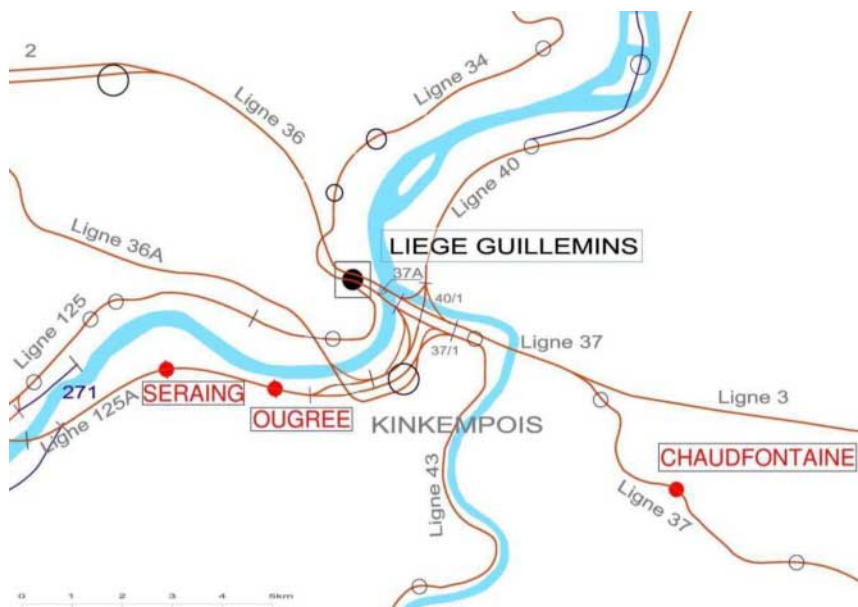 2
Ligne 36
Ligne 34
Ligne 40
Ligne 36A
LIEGE GUILLEMINS
37A
40/1
Ligne 125
37/1
Ligne 37
271
SERAING
Ligne 125A
OUGREE
KINKEMPOIS
Ligne 3
CHAUDFONTAINE
Ligne 43
Ligne 37
0 1 2 3 4 5km